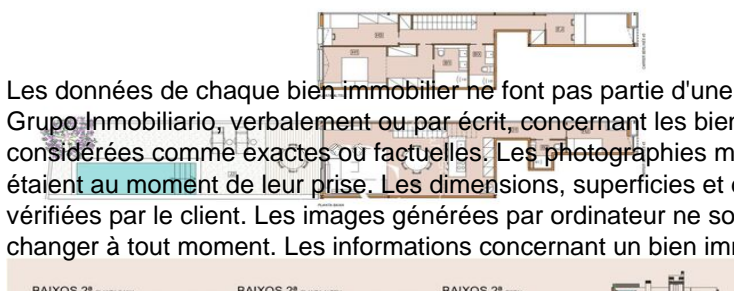 Les données de chaque bien immobilier ne font pas partie d'une
Grupo Inmobiliario, verbalement ou par écrit, concernant les bien
considérées comme exactes ou factuelles. Les photographies m
étaient au moment de leur prise. Les dimensions, superficies et
vérifiées par le client. Les images générées par ordinateur ne so
changer à tout moment. Les informations concernant un bien imm
BAIXOS 2ª BAIXOS 2ª BAIXOS 2ª